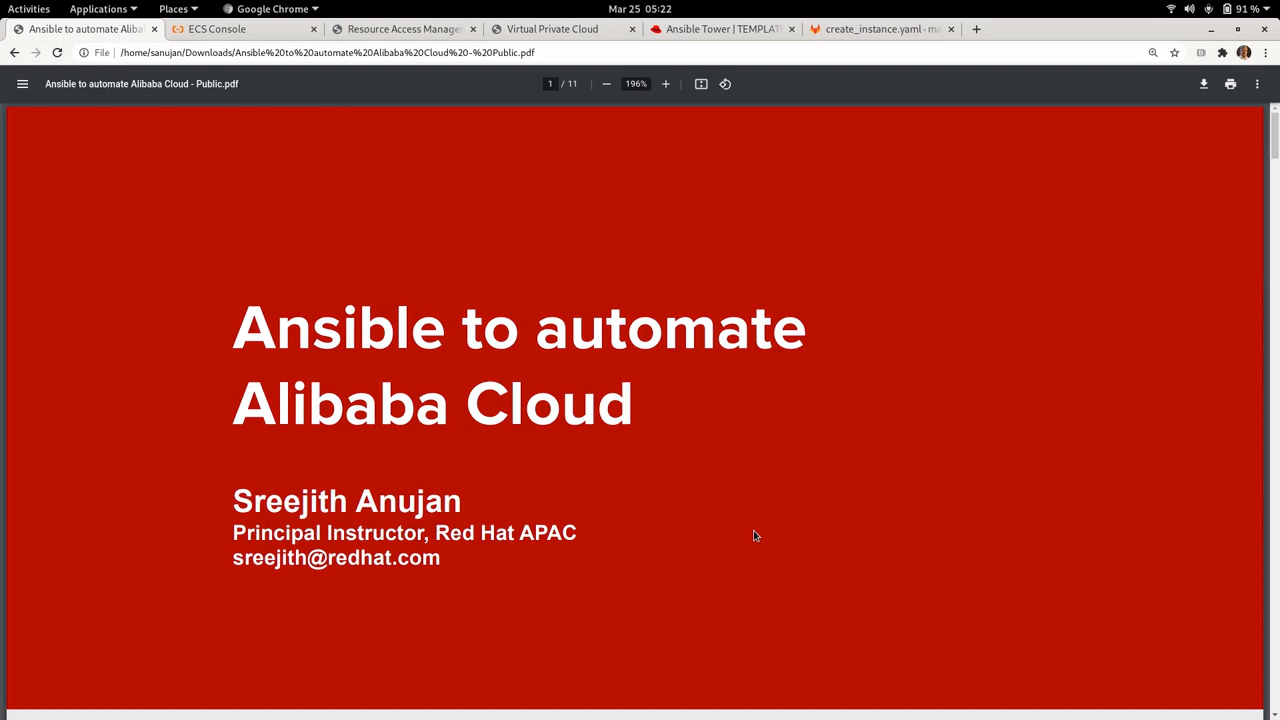 Activities Applications Places Google Chrome Mar 25 05:22 91 %
Ansible to automate Alibab ECS Console Resource Access Manage Virtual Private Cloud Ansible Tower | TEMPLAT create_instance.yaml · ma
File /home/sanujan/Downloads/Ansible%20to%20automate%20Alibaba%20Cloud%20-%20Public.pdf
Ansible to automate Alibaba Cloud - Public.pdf 1 / 11 196%
Ansible to automate
Alibaba Cloud
Sreejith Anujan
Principal Instructor, Red Hat APAC
sreejith@redhat.com